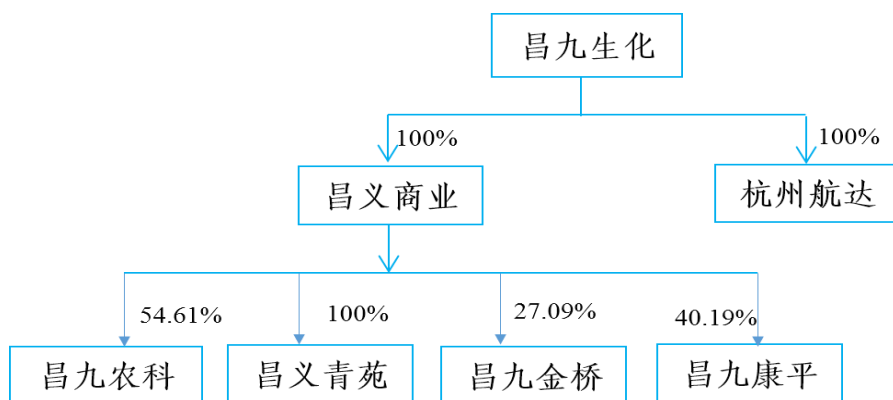 昌九生化
100%
100%
昌义商业
杭州航达
54.61%
100%
27.09%
40.19%
昌九农科
昌义青苑
昌九金桥
昌九康平